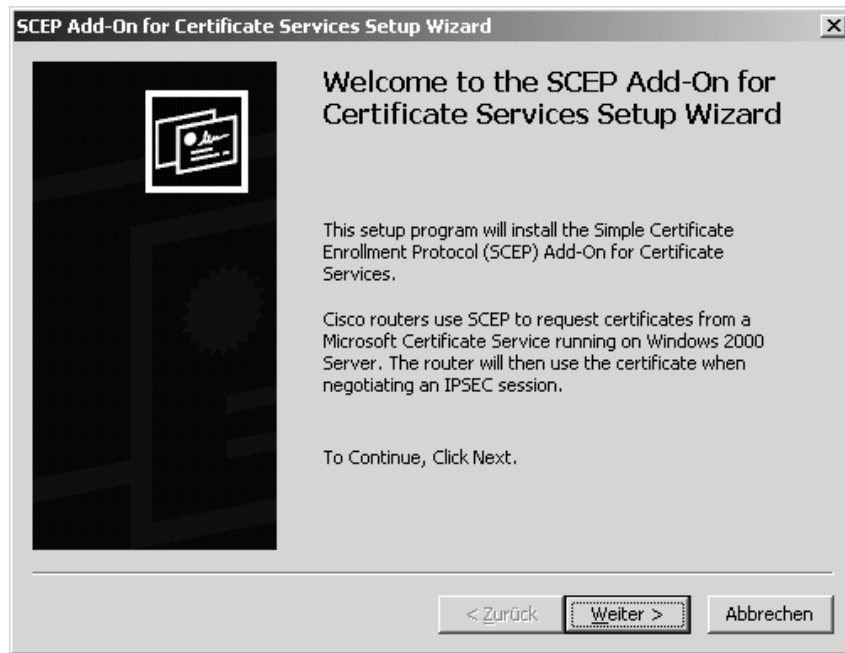 SCEP Add-On for Certificate Services Setup Wizard
Welcome to the SCEP Add-On for
Certificate Services Setup Wizard
This setup program will install the Simple Certificate
Enrollment Protocol (SCEP) Add-On for Certificate
Services.
Cisco routers use SCEP to request certificates from a
Microsoft Certificate Service running on Windows 2000
Server. The router will then use the certificate when
negotiating an IPSEC session.
To Continue, Click Next.
< Zurück
Weiter >
Abbrechen